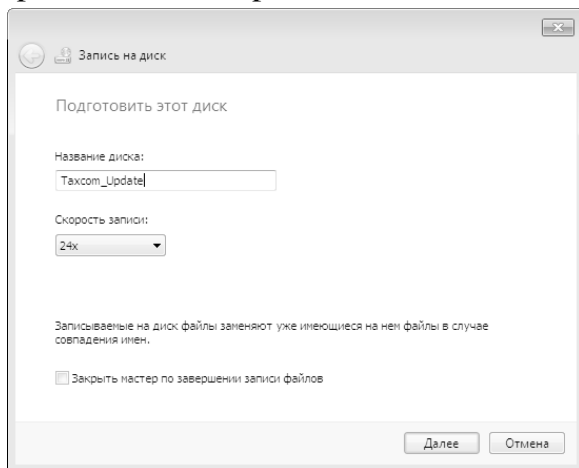 Запись на диск
Подготовить этот диск
Название диска:
Taxcom_Update
Скорость записи:
24x
Записываемые на диск файлы заменяют уже имеющиеся на нем файлы в случае
совпадения имен.
Закрыть мастер по завершении записи файлов
Далее Отмена